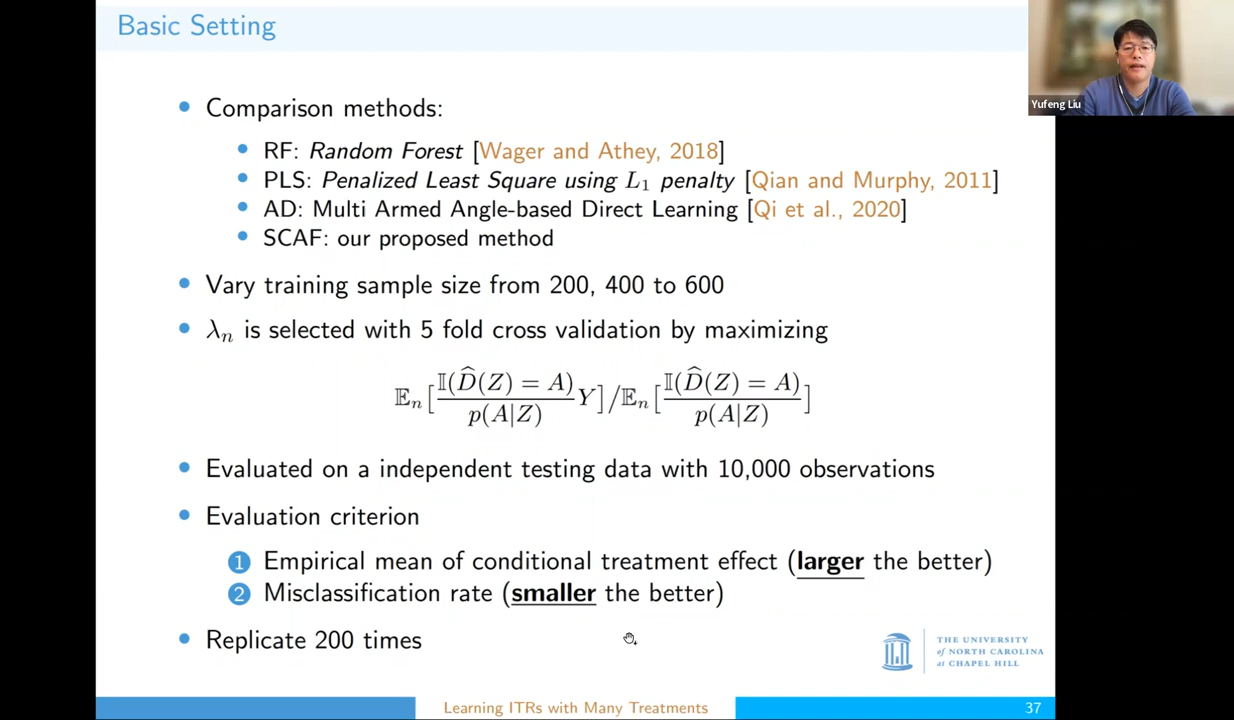 Basic Setting
Yufeng Liu
• Comparison methods:
• RF: Random Forest [Wager and Athey, 2018]
• PLS: Penalized Least Square using L₁ penalty [Qian and Murphy, 2011]
• AD: Multi Armed Angle-based Direct Learning [Qi et al., 2020]
• SCAF: our proposed method
• Vary training sample size from 200, 400 to 600
• λₙ is selected with 5 fold cross validation by maximizing
𝔼ₙ[ 𝕀(D̂(Z) = A) / p(A|Z) Y] / 𝔼ₙ[ 𝕀(D̂(Z) = A) / p(A|Z) ]
• Evaluated on a independent testing data with 10,000 observations
• Evaluation criterion
1 Empirical mean of conditional treatment effect (larger the better)
2 Misclassification rate (smaller the better)
• Replicate 200 times
THE UNIVERSITY
of NORTH CAROLINA
at CHAPEL HILL
Learning ITRs with Many Treatments
37